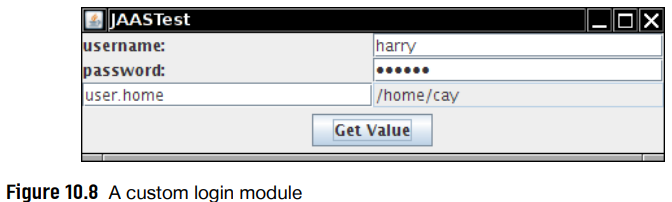 JAASTest
username: harry
password: ••••••
user.home /home/cay
Get Value
Figure 10.8 A custom login module